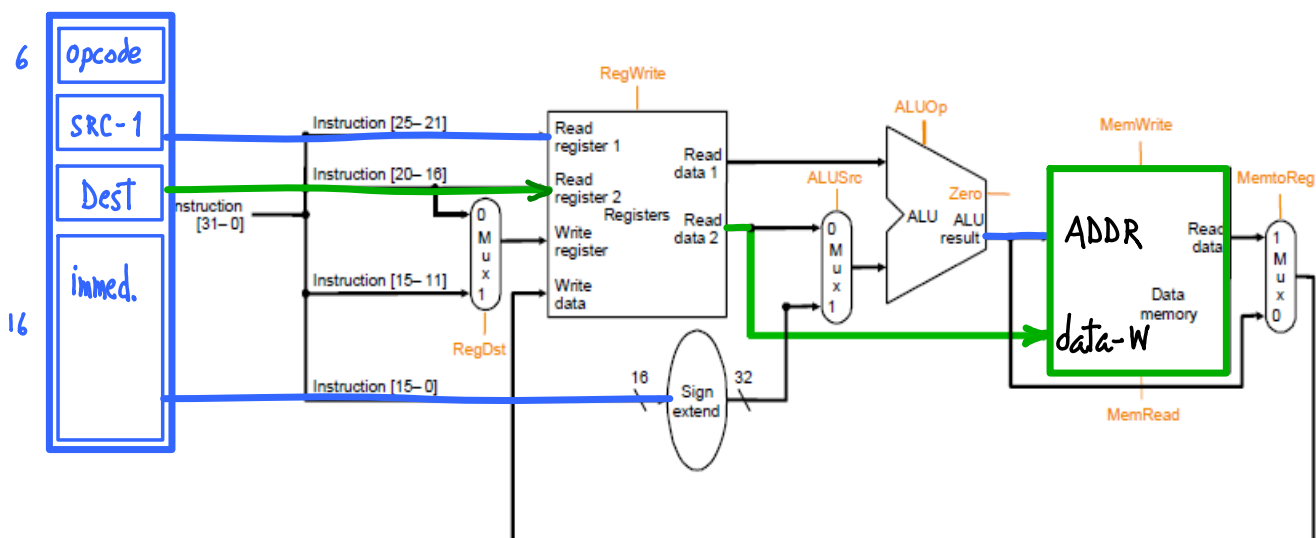 6
opcode
SRC-1
Dest
immed.
16
nstruction
[31–0]
Instruction [25–21]
Instruction [20–16]
Instruction [15–11]
Instruction [15–0]
0
M
u
x
1
RegDst
RegWrite
Read
register 1
Read
register 2
Registers
Write
register
Write
data
Read
data 1
Read
data 2
16
Sign
extend
32
ALUSrc
0
M
u
x
1
ALUOp
Zero
ALU
ALU
result
MemWrite
ADDR
Read
data
Data
memory
data-W
MemRead
MemtoReg
1
M
u
x
0